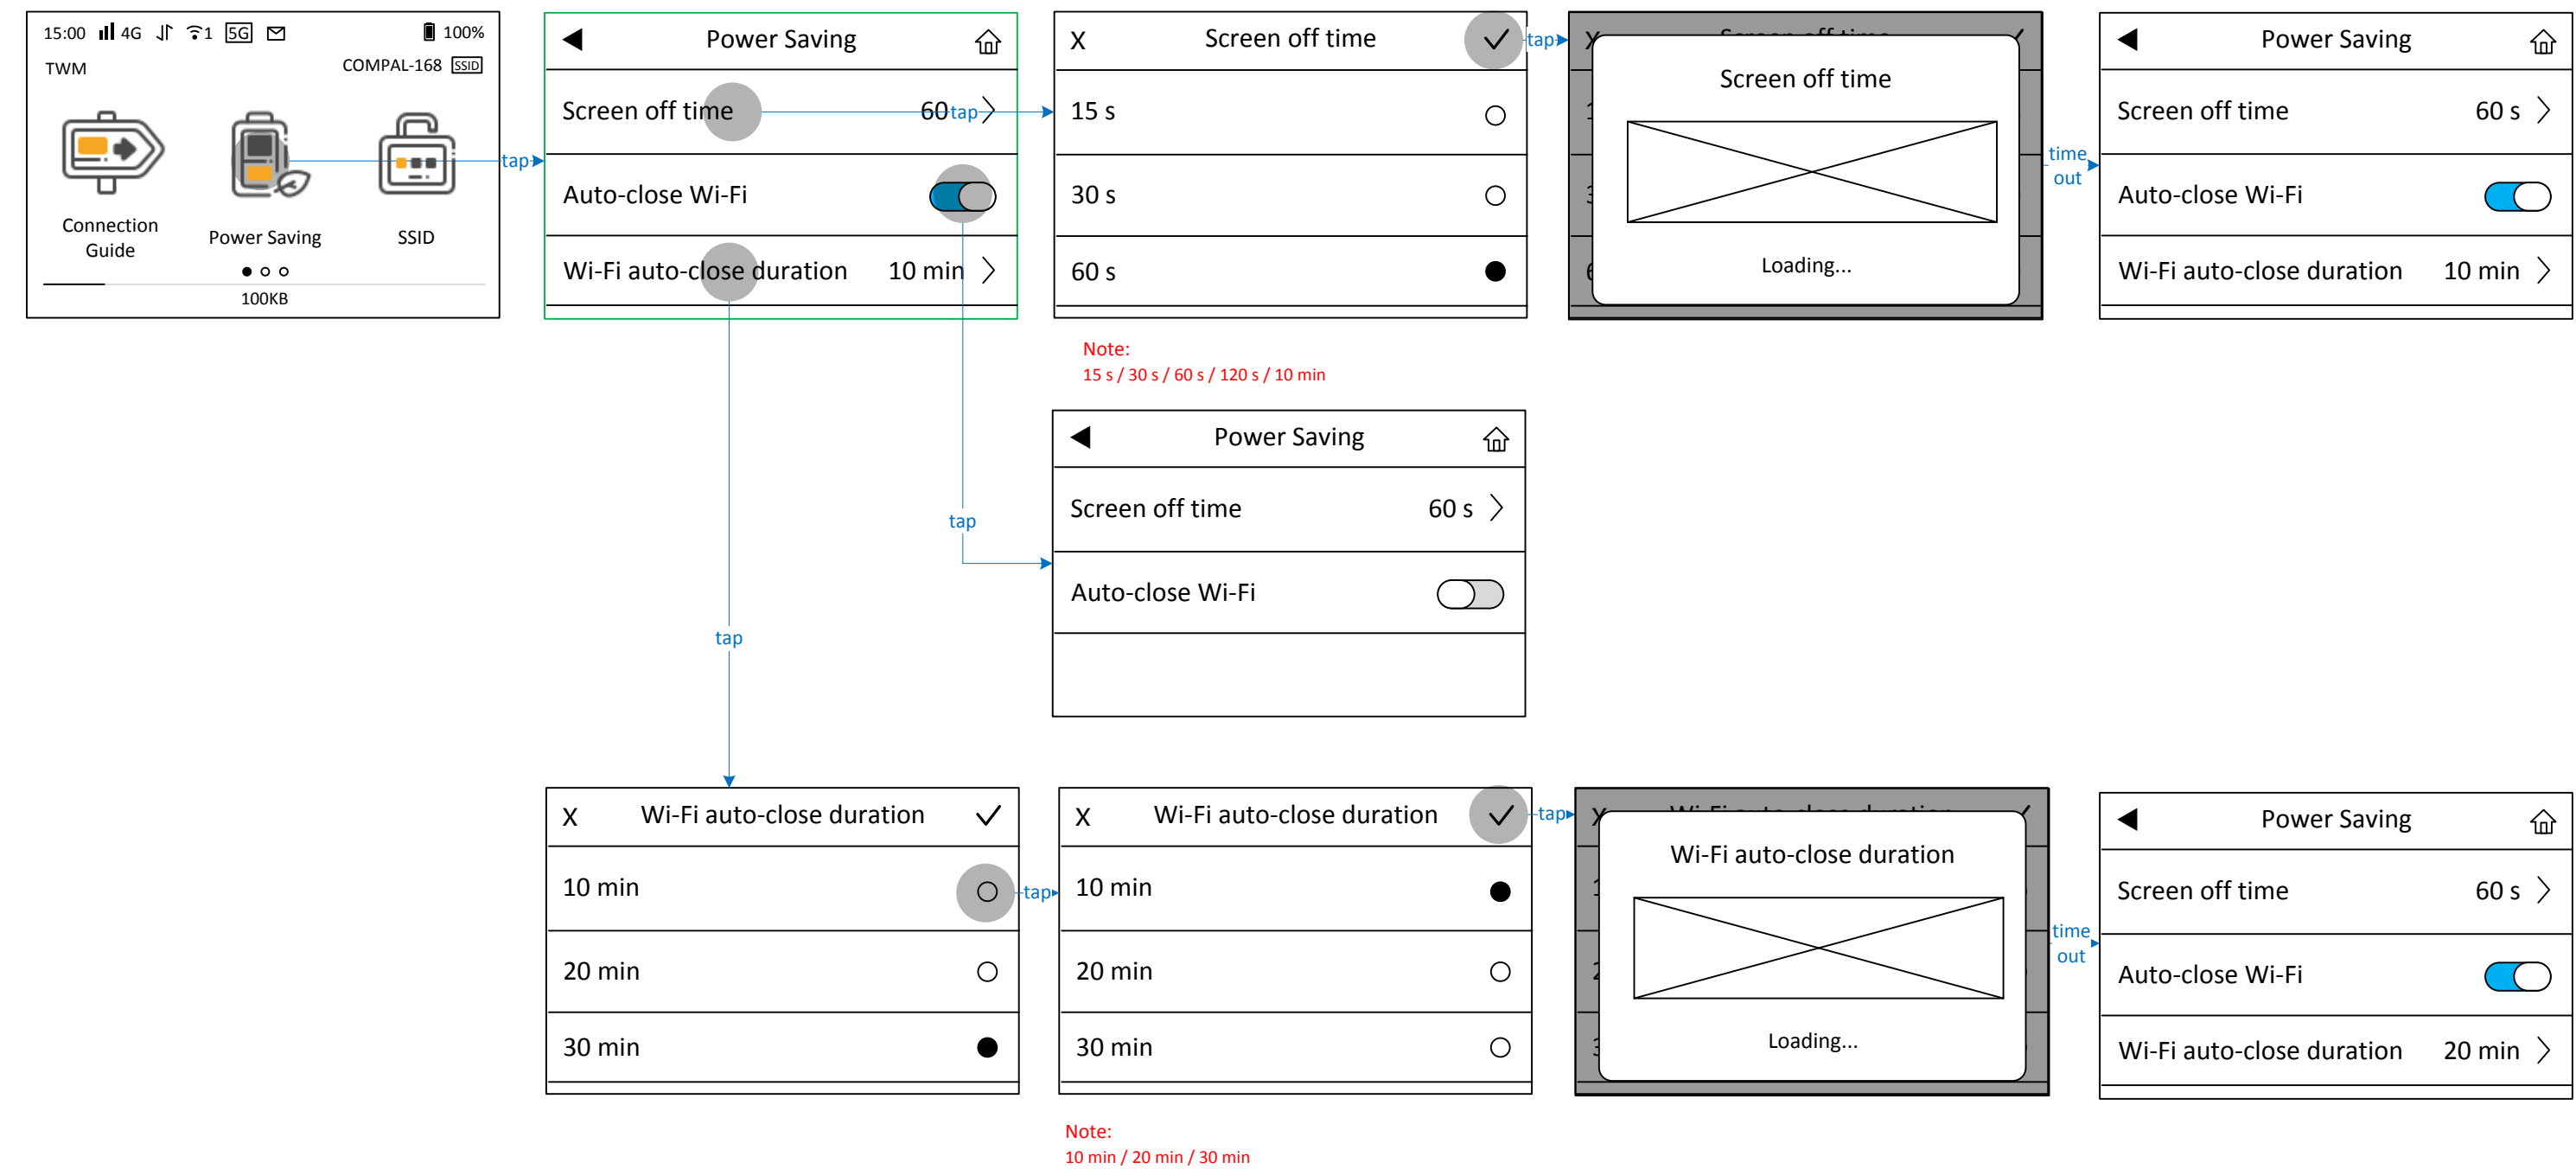 15:00 4G 1 5G 100%
TWM COMPAL-168 SSID
Connection
Guide
Power Saving
SSID
100KB
tap
Power Saving
Screen off time 60
tap
Auto-close Wi-Fi
Wi-Fi auto-close duration 10 min
X Screen off time
15 s
30 s
60 s
Note:
15 s / 30 s / 60 s / 120 s / 10 min
tap
Screen off time
Loading...
time
out
Power Saving
Screen off time 60 s
Auto-close Wi-Fi
Wi-Fi auto-close duration 10 min
tap
Power Saving
Screen off time 60 s
Auto-close Wi-Fi
tap
X Wi-Fi auto-close duration
10 min
20 min
30 min
tap
X Wi-Fi auto-close duration
10 min
20 min
30 min
Note:
10 min / 20 min / 30 min
tap
Wi-Fi auto-close duration
Loading...
time
out
Power Saving
Screen off time 60 s
Auto-close Wi-Fi
Wi-Fi auto-close duration 20 min